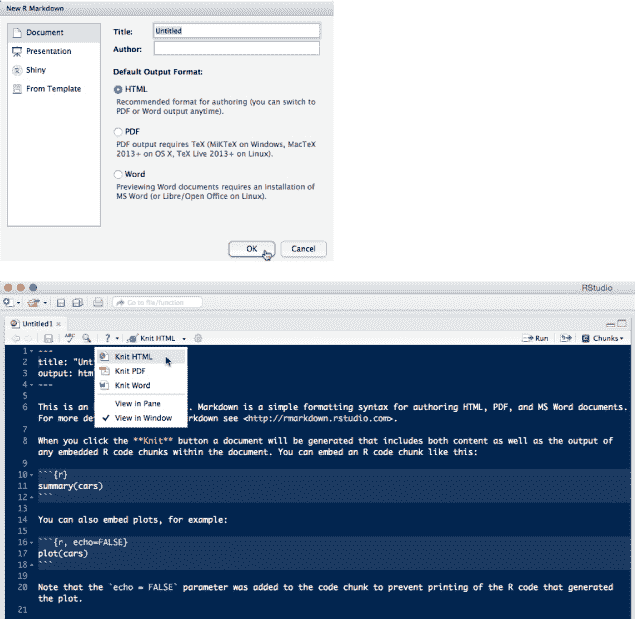 New R Markdown
Document
Presentation
Shiny
From Template
Title: Untitled
Author:
Default Output Format:
HTML
Recommended format for authoring (you can switch to
PDF or Word output anytime).
PDF
PDF output requires TeX (MiKTeX on Windows, MacTeX
2013+ on OS X, TeX Live 2013+ on Linux).
Word
Previewing Word documents requires an installation of
MS Word (or Libre/Open Office on Linux).
OK Cancel
RStudio
Go to file/function
Untitled1
ABC ? Knit HTML Run Chunks
Knit HTML
Knit PDF
Knit Word
View in Pane
View in Window
1 ---
2 title: "Unti
3 output: htm
4 ---
5
6 This is an Markdown is a simple formatting syntax for authoring HTML, PDF, and MS Word documents.
For more det arkdown see <http://rmarkdown.rstudio.com>.
7
8 When you click the **Knit** button a document will be generated that includes both content as well as the output of
any embedded R code chunks within the document. You can embed an R code chunk like this:
9
10 ```{r}
11 summary(cars)
12 ```
13
14 You can also embed plots, for example:
15
16 ```{r, echo=FALSE}
17 plot(cars)
18 ```
19
20 Note that the `echo = FALSE` parameter was added to the code chunk to prevent printing of the R code that generated
the plot.
21